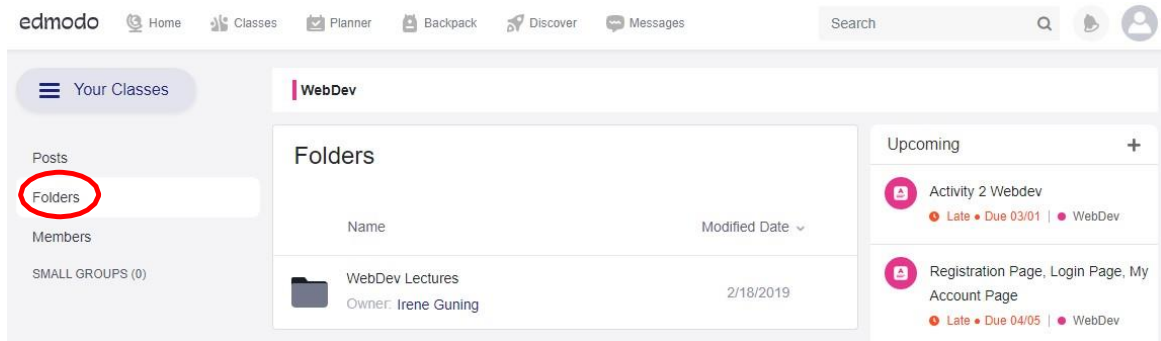 edmodo Home Classes Planner Backpack Discover Messages Search
Your Classes
WebDev
Posts
Folders
Members
SMALL GROUPS (0)
Folders
Name Modified Date
WebDev Lectures
Owner: Irene Guning
2/18/2019
Upcoming +
Activity 2 Webdev
Late • Due 03/01 | • WebDev
Registration Page, Login Page, My
Account Page
Late • Due 04/05 | • WebDev